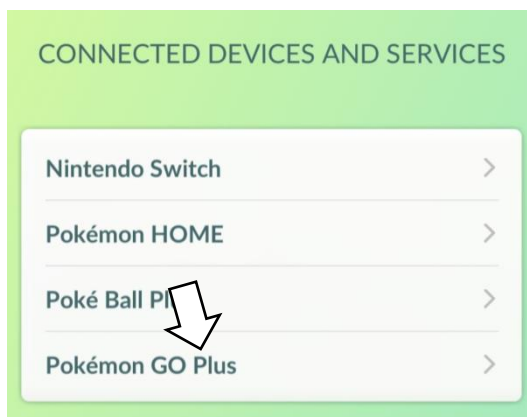 CONNECTED DEVICES AND SERVICES
Nintendo Switch
Pokémon HOME
Poké Ball
Pokémon GO Plus